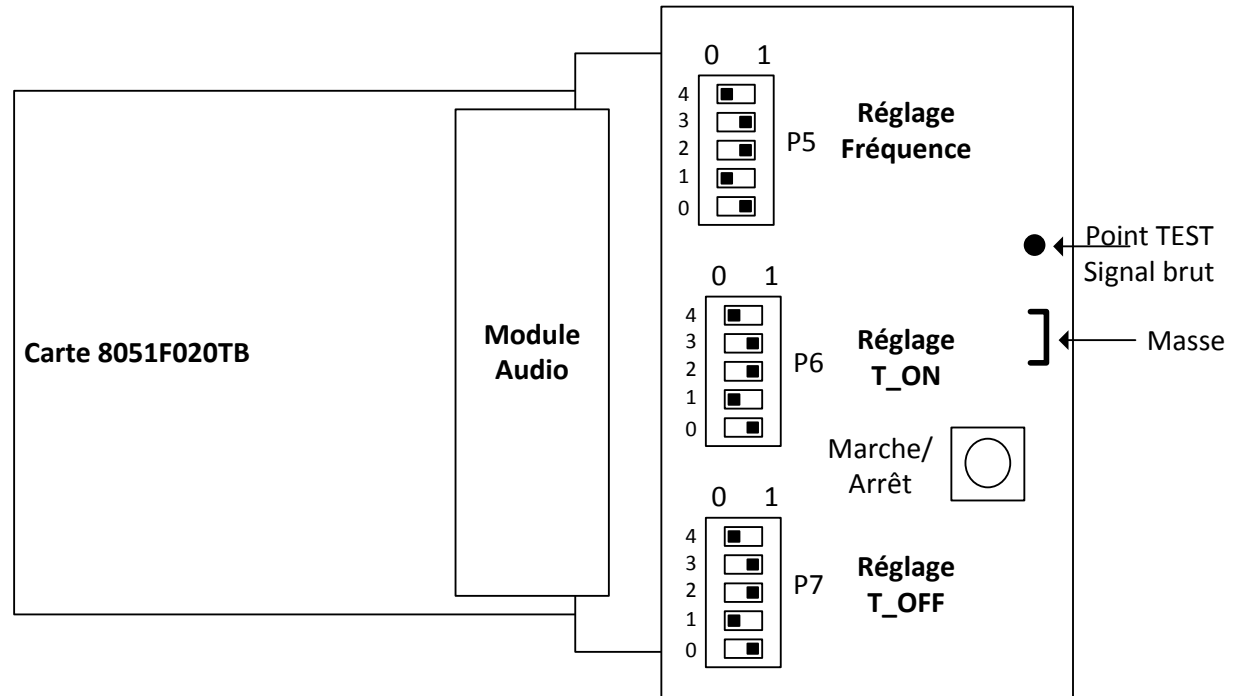 0 1
4
3
2
1
0
P5
Réglage
Fréquence
Point TEST
Signal brut
Masse
Carte 8051F020TB
Module
Audio
0 1
4
3
2
1
0
P6
Réglage
T_ON
Marche/
Arrêt
0 1
4
3
2
1
0
P7
Réglage
T_OFF